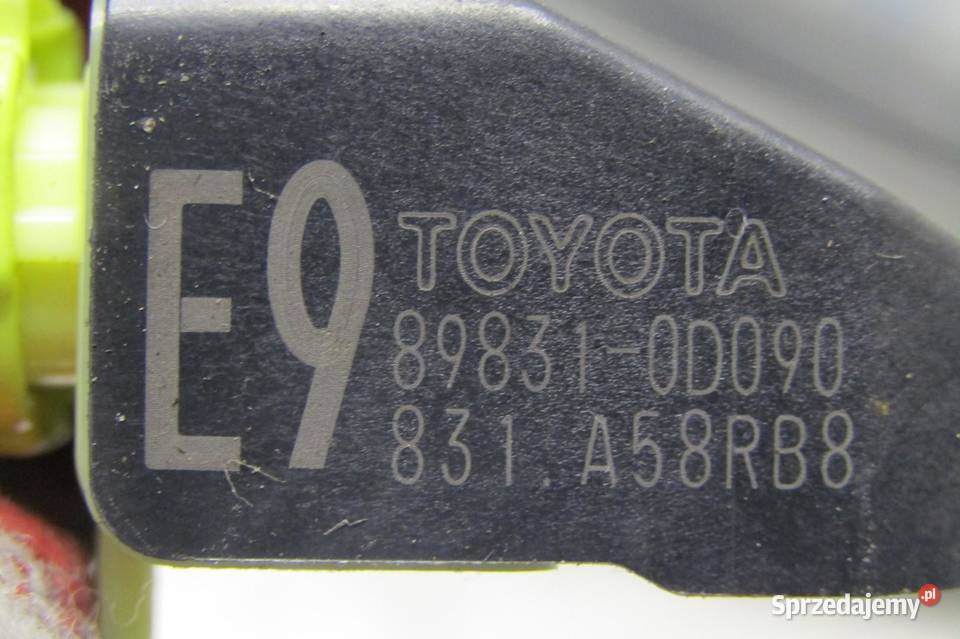 E9
TOYOTA
89831-0D090
831 A58RB8
Sprzedajemy.pl